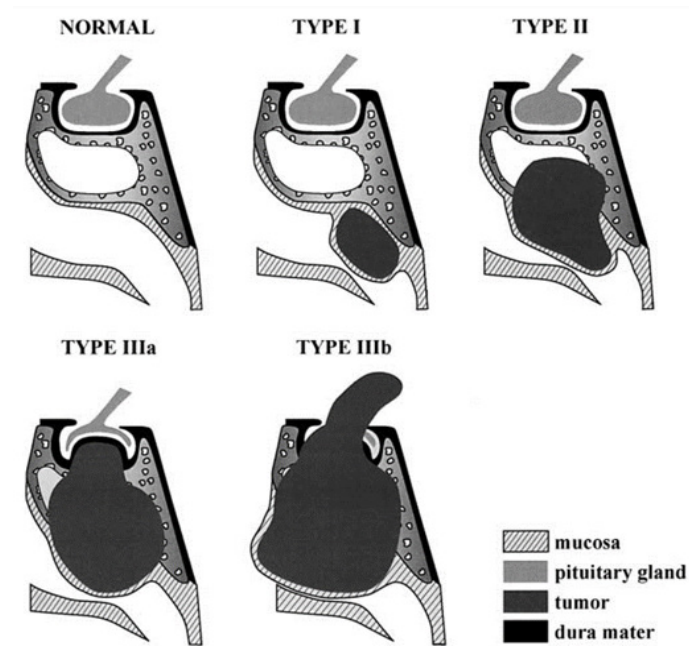 NORMAL
TYPE I
TYPE II
TYPE IIIa
TYPE IIIb
mucosa
pituitary gland
tumor
dura mater